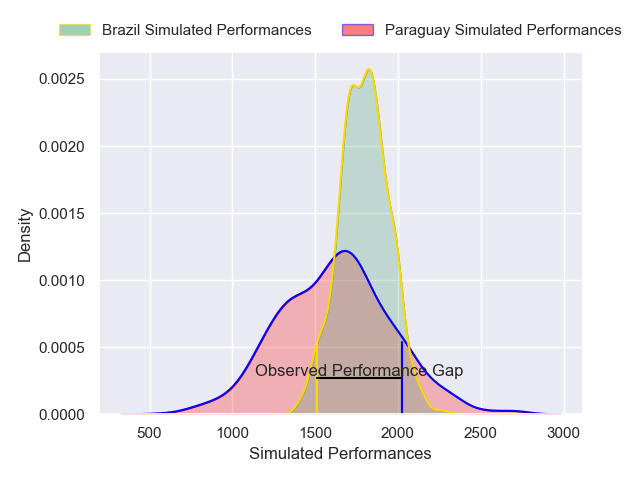 Brazil Simulated Performances
Paraguay Simulated Performances
0.0025
0.0020
0.0015
0.0010
0.0005
0.0000
Density
Observed Performance Gap
500
1000
1500
2000
2500
3000
Simulated Performances